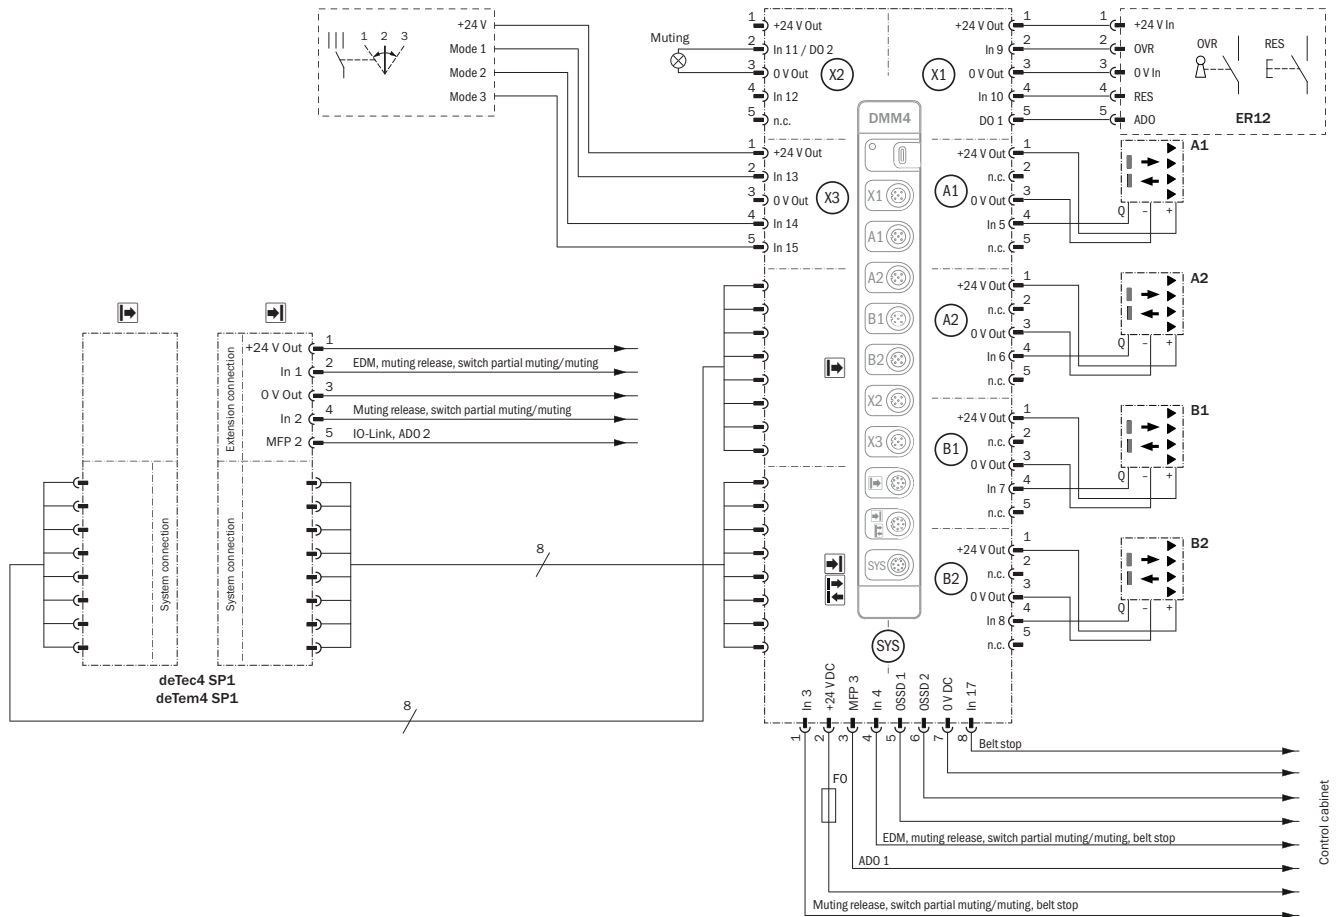 +24 V
Mode 1
Mode 2
Mode 3
1 2 3
Muting
1 +24 V Out
2 In 11 / DO 2
3 0 V Out
4 In 12
5 n.c.
X2
X1
+24 V Out 1
In 9 2
0 V Out 3
In 10 4
DO 1 5
1 +24 V In
2 OVR
3 0 V In
4 RES
5 ADO
OVR
RES
ER12
1 +24 V Out
2 In 13
3 0 V Out
4 In 14
5 In 15
X3
DMM4
X1
A1
A2
B1
B2
X2
X3
SYS
A1
+24 V Out 1
n.c. 2
0 V Out 3
In 5 4
n.c. 5
A1
Q – +
A2
+24 V Out 1
n.c. 2
0 V Out 3
In 6 4
n.c. 5
A2
Q – +
B1
+24 V Out 1
n.c. 2
0 V Out 3
In 7 4
n.c. 5
B1
Q – +
B2
+24 V Out 1
n.c. 2
0 V Out 3
In 8 4
n.c. 5
B2
Q – +
Extension connection
+24 V Out 1
In 1 2 EDM, muting release, switch partial muting/muting
0 V Out 3
In 2 4 Muting release, switch partial muting/muting
MFP 2 5 IO-Link, ADO 2
System connection
System connection
8
deTec4 SP1
deTem4 SP1
8
SYS
In 3
+24 V DC
MFP 3
In 4
OSSD 1
OSSD 2
0 V DC
In 17
1
2
3
4
5
6
7
8
Belt stop
F0
EDM, muting release, switch partial muting/muting, belt stop
ADO 1
Muting release, switch partial muting/muting, belt stop
Control cabinet